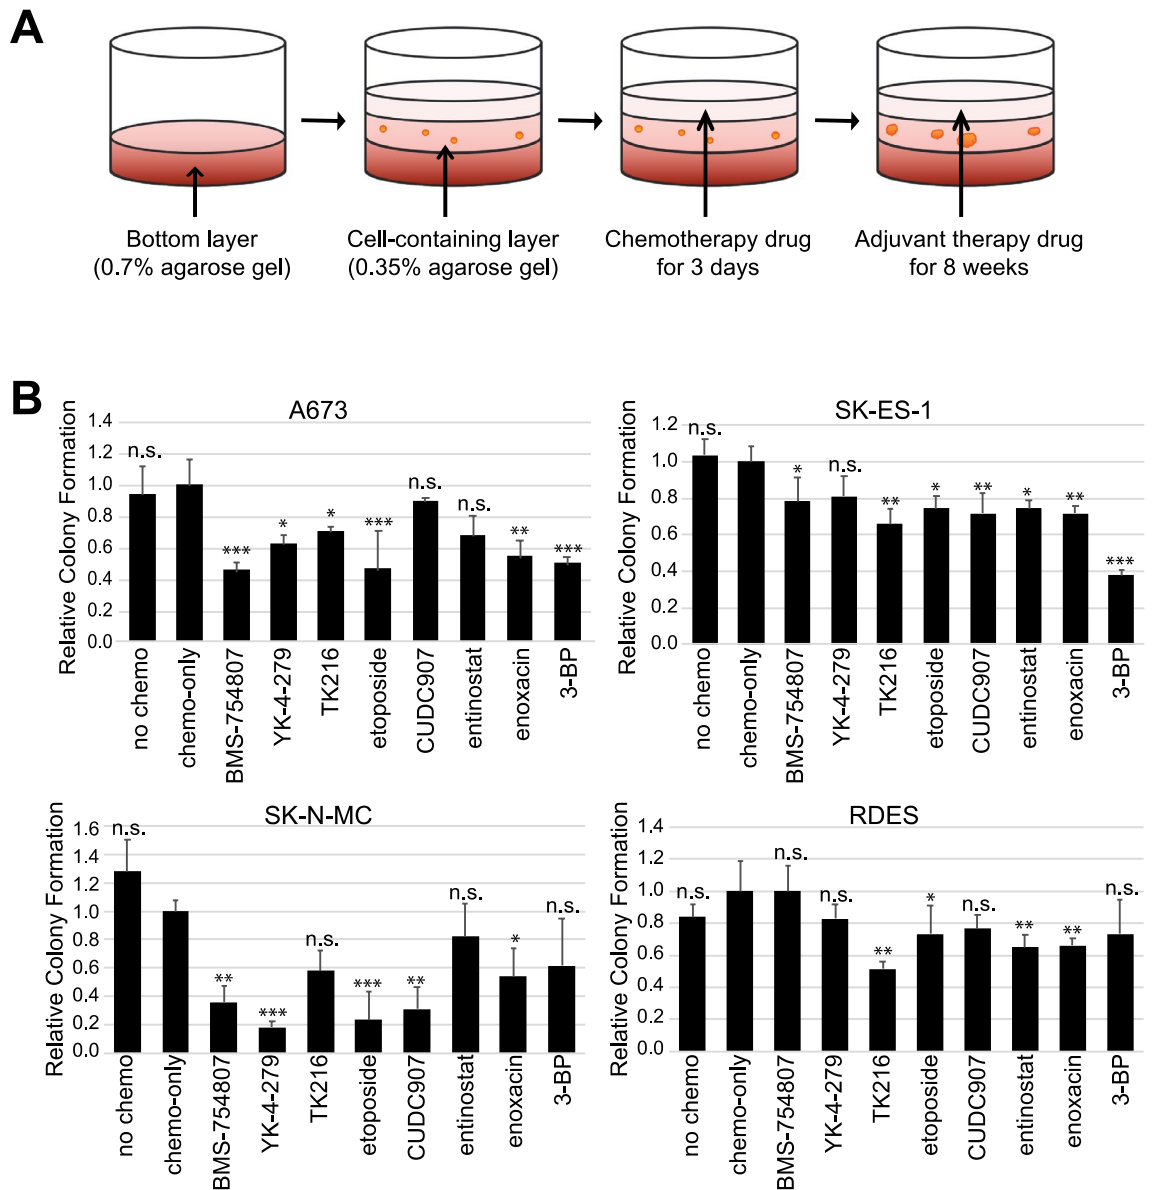 A
Bottom layer
(0.7% agarose gel)
Cell-containing layer
(0.35% agarose gel)
Chemotherapy drug
for 3 days
Adjuvant therapy drug
for 8 weeks
B
A673
Relative Colony Formation
1.4
1.2
1.0
0.8
0.6
0.4
0.2
0.0
n.s.
***
*
*
***
n.s.
n.s.
**
***
no chemo
chemo-only
BMS-754807
YK-4-279
TK216
etoposide
CUDC907
entinostat
enoxacin
3-BP
SK-ES-1
Relative Colony Formation
1.2
1.0
0.8
0.6
0.4
0.2
0.0
n.s.
*
n.s.
**
*
**
*
**
***
no chemo
chemo-only
BMS-754807
YK-4-279
TK216
etoposide
CUDC907
entinostat
enoxacin
3-BP
SK-N-MC
Relative Colony Formation
1.6
1.4
1.2
1.0
0.8
0.6
0.4
0.2
0.0
n.s.
**
***
n.s.
***
**
n.s.
*
n.s.
no chemo
chemo-only
BMS-754807
YK-4-279
TK216
etoposide
CUDC907
entinostat
enoxacin
3-BP
RDES
Relative Colony Formation
1.4
1.2
1.0
0.8
0.6
0.4
0.2
0.0
n.s.
n.s.
n.s.
**
*
n.s.
**
**
n.s.
no chemo
chemo-only
BMS-754807
YK-4-279
TK216
etoposide
CUDC907
entinostat
enoxacin
3-BP